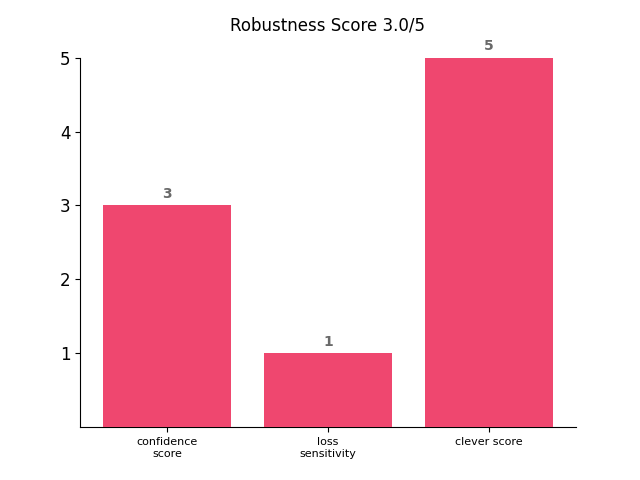 Robustness Score 3.0/5
5
4
3
2
1
3
1
5
confidence
score
loss
sensitivity
clever score